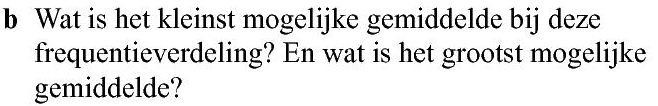 b Wat is het kleinst mogelijke gemiddelde bij deze
frequentieverdeling? En wat is het grootst mogelijke
gemiddelde?